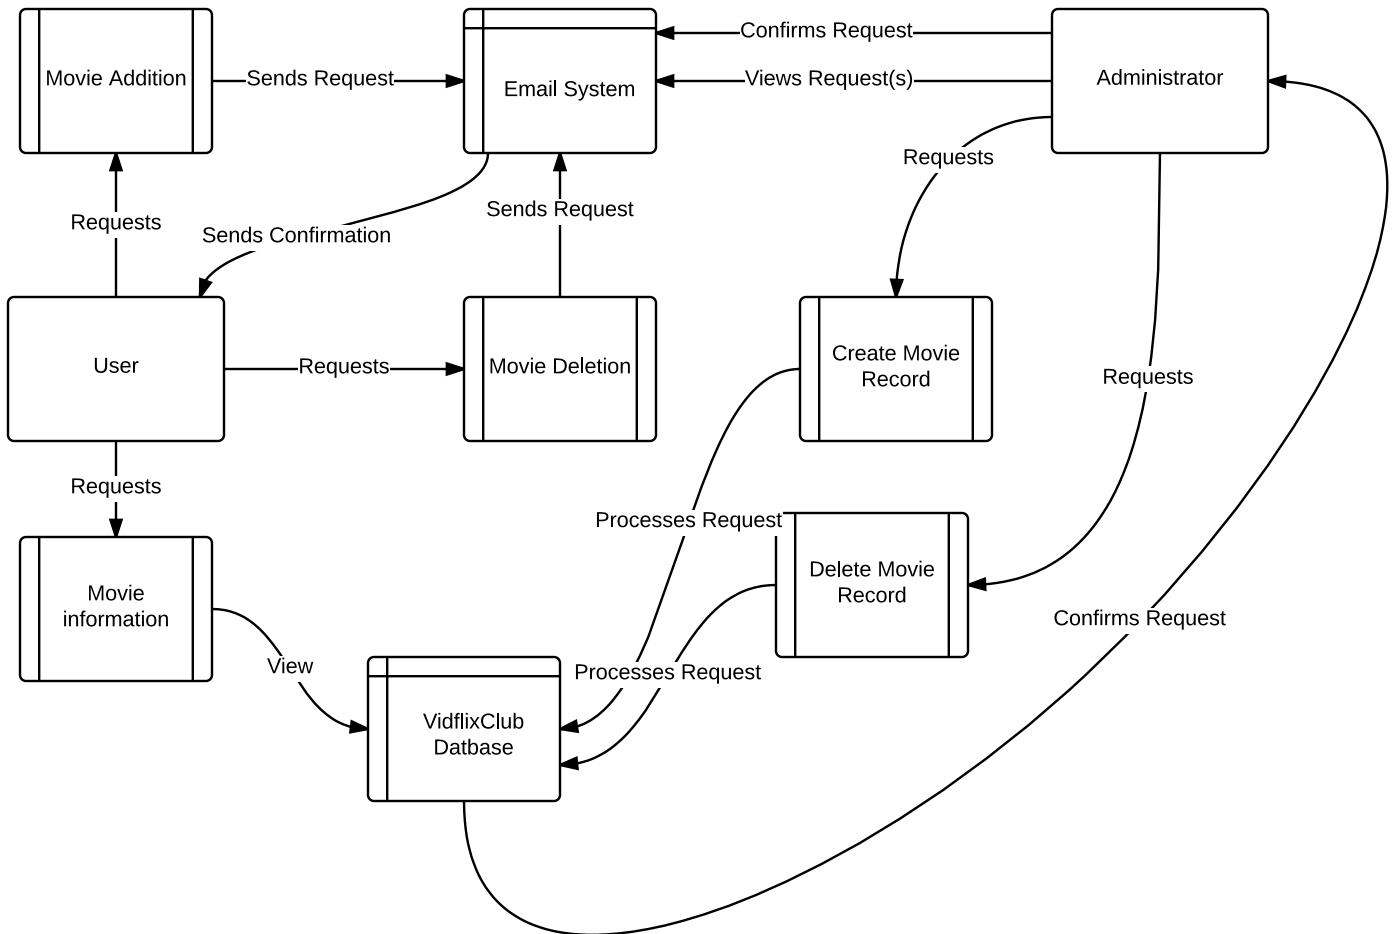 Confirms Request
Movie Addition
Sends Request
Email System
Views Request(s)
Administrator
Requests
Requests
Sends Confirmation
Sends Request
User
Requests
Movie Deletion
Create Movie
Record
Requests
Requests
Processes Request
Movie
information
Delete Movie
Record
Confirms Request
View
Processes Request
VidflixClub
Datbase